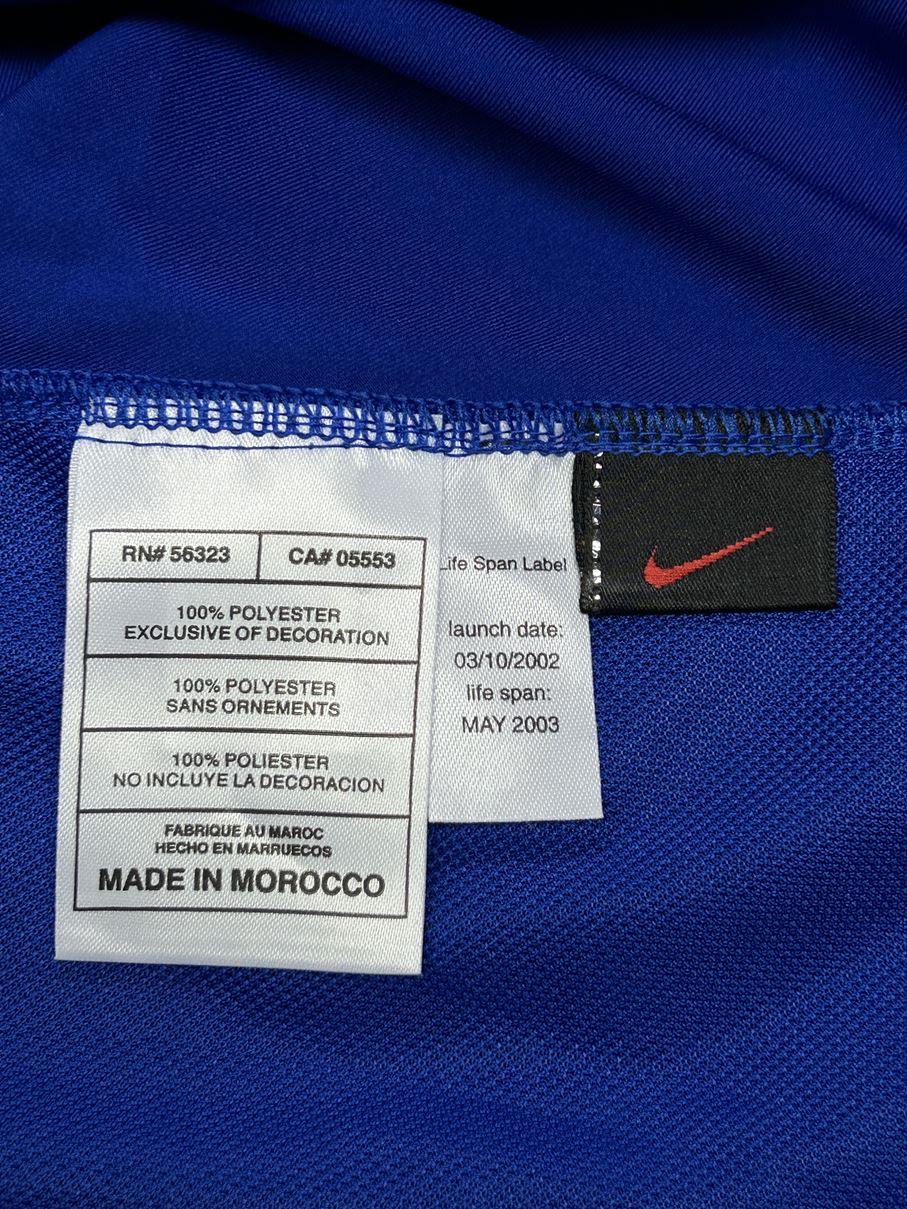 RN# 56323
CA# 05553
100% POLYESTER
EXCLUSIVE OF DECORATION
100% POLYESTER
SANS ORNEMENTS
100% POLIESTER
NO INCLUYE LA DECORACION
FABRIQUE AU MAROC
HECHO EN MARRUECOS
MADE IN MOROCCO
Life Span Label
launch date:
03/10/2002
life span:
MAY 2003